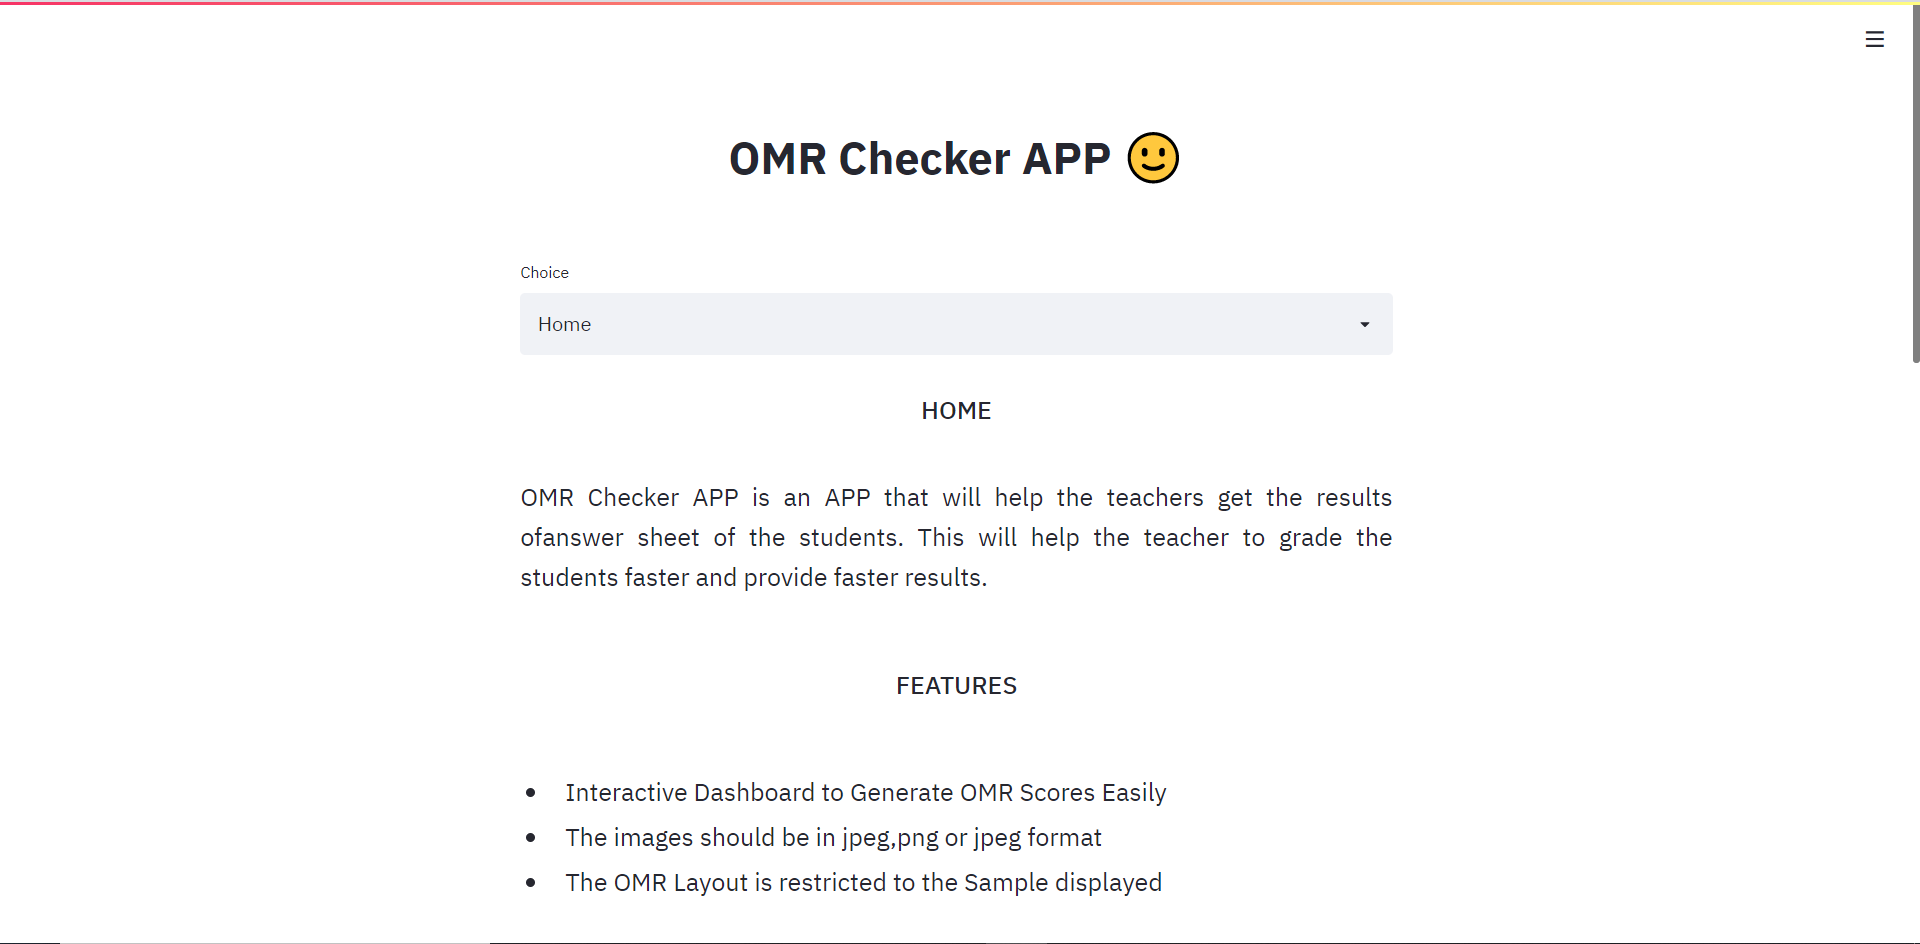 OMR Checker APP 🙂
Choice
Home
HOME
OMR Checker APP is an APP that will help the teachers get the results
ofanswer sheet of the students. This will help the teacher to grade the
students faster and provide faster results.
FEATURES
• Interactive Dashboard to Generate OMR Scores Easily
• The images should be in jpeg,png or jpeg format
• The OMR Layout is restricted to the Sample displayed